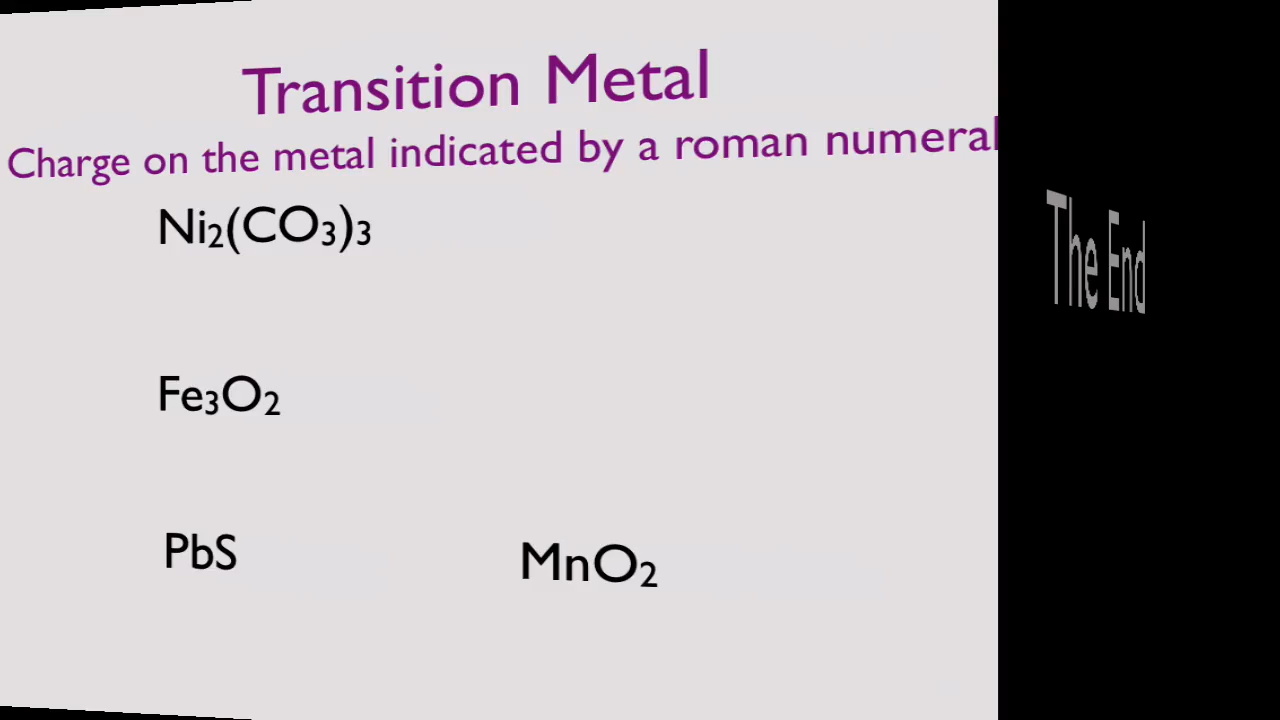 Transition Metal
Charge on the metal indicated by a roman numeral
Ni₂(CO₃)₃
Fe₃O₂
PbS MnO₂
The End